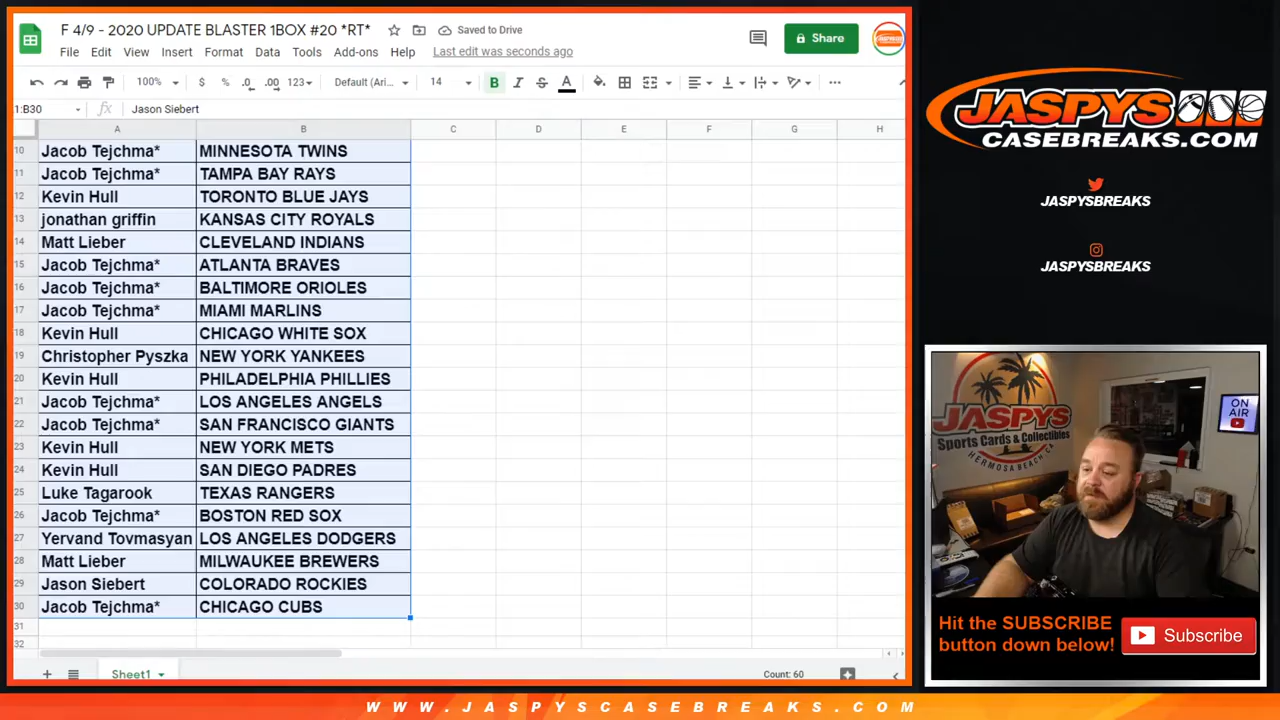 F 4/9 - 2020 UPDATE BLASTER 1BOX #20 *RT*
Saved to Drive
File Edit View Insert Format Data Tools Add-ons Help Last edit was seconds ago
Share
100% $ % .0 .00 123 Default (Ari... 14 B I S A
1:B30 fx Jason Siebert
A B C D E F G H
10 Jacob Tejchma* MINNESOTA TWINS
11 Jacob Tejchma* TAMPA BAY RAYS
12 Kevin Hull TORONTO BLUE JAYS
13 jonathan griffin KANSAS CITY ROYALS
14 Matt Lieber CLEVELAND INDIANS
15 Jacob Tejchma* ATLANTA BRAVES
16 Jacob Tejchma* BALTIMORE ORIOLES
17 Jacob Tejchma* MIAMI MARLINS
18 Kevin Hull CHICAGO WHITE SOX
19 Christopher Pyszka NEW YORK YANKEES
20 Kevin Hull PHILADELPHIA PHILLIES
21 Jacob Tejchma* LOS ANGELES ANGELS
22 Jacob Tejchma* SAN FRANCISCO GIANTS
23 Kevin Hull NEW YORK METS
24 Kevin Hull SAN DIEGO PADRES
25 Luke Tagarook TEXAS RANGERS
26 Jacob Tejchma* BOSTON RED SOX
27 Yervand Tovmasyan LOS ANGELES DODGERS
28 Matt Lieber MILWAUKEE BREWERS
29 Jason Siebert COLORADO ROCKIES
30 Jacob Tejchma* CHICAGO CUBS
31
32
Sheet1
Count: 60
JASPYS
CASEBREAKS.COM
JASPYSBREAKS
JASPYSBREAKS
JASPYS
Sports Cards & Collectibles
HERMOSA BEACH, CA
ON
AIR
Hit the SUBSCRIBE
button down below!
Subscribe
WWW.JASPYSCASEBREAKS.COM